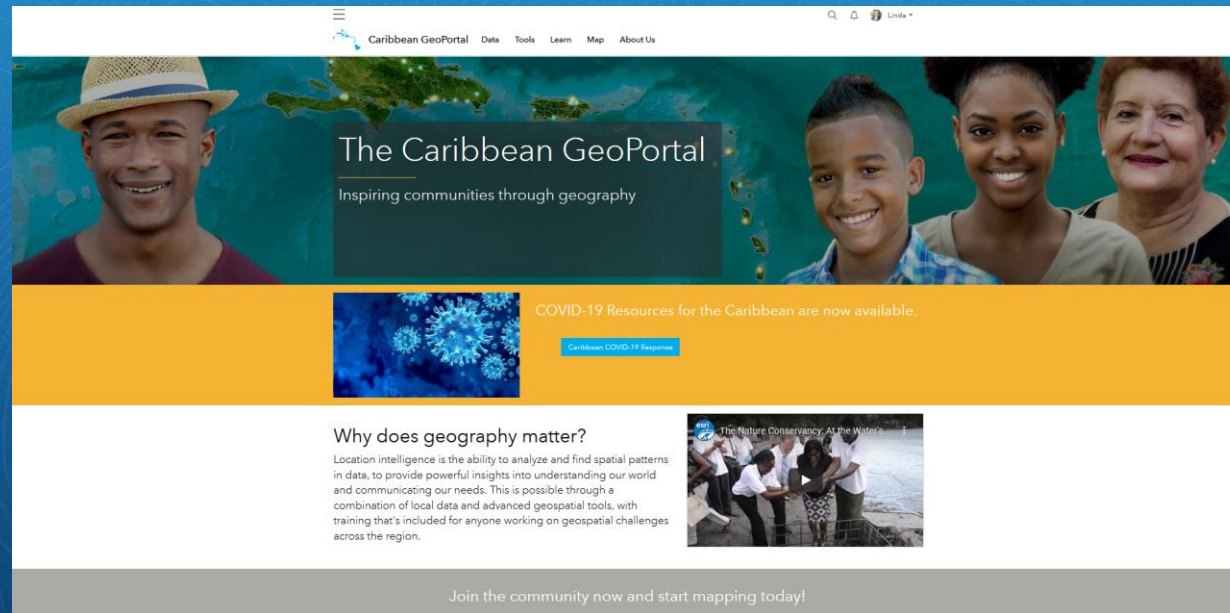 Linda
Caribbean GeoPortal Data Tools Learn Map About Us
The Caribbean GeoPortal
Inspiring communities through geography
COVID-19 Resources for the Caribbean are now available.
Caribbean COVID-19 Response
Why does geography matter?
Location intelligence is the ability to analyze and find spatial patterns
in data, to provide powerful insights into understanding our world
and communicating our needs. This is possible through a
combination of local data and advanced geospatial tools, with
training that's included for anyone working on geospatial challenges
across the region.
esri
The Nature Conservancy: At the Water's
Join the community now and start mapping today!